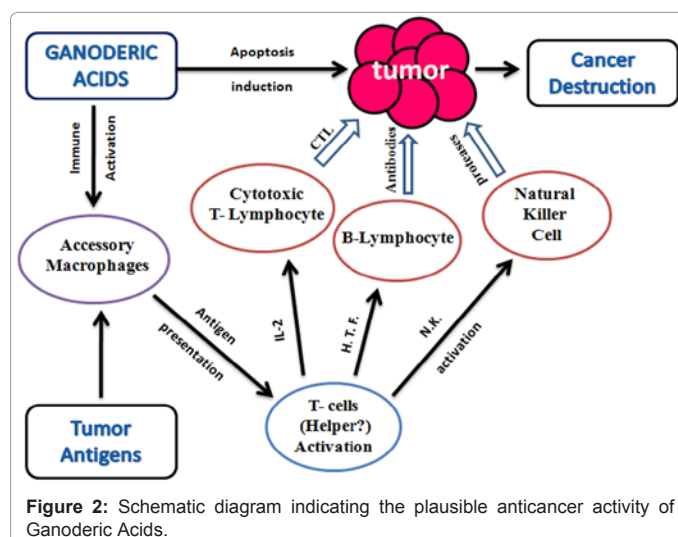 GANODERIC
ACIDS
Apoptosis
induction
tumor
Cancer
Destruction
Immune
Activation
CTL
Antibodies
proteases
Cytotoxic
T- Lymphocyte
B-Lymphocyte
Natural
Killer
Cell
Accessory
Macrophages
Antigen
presentation
IL-2
H. T. F.
N.K.
activation
Tumor
Antigens
T- cells
(Helper?)
Activation
Figure 2: Schematic diagram indicating the plausible anticancer activity of
Ganoderic Acids.